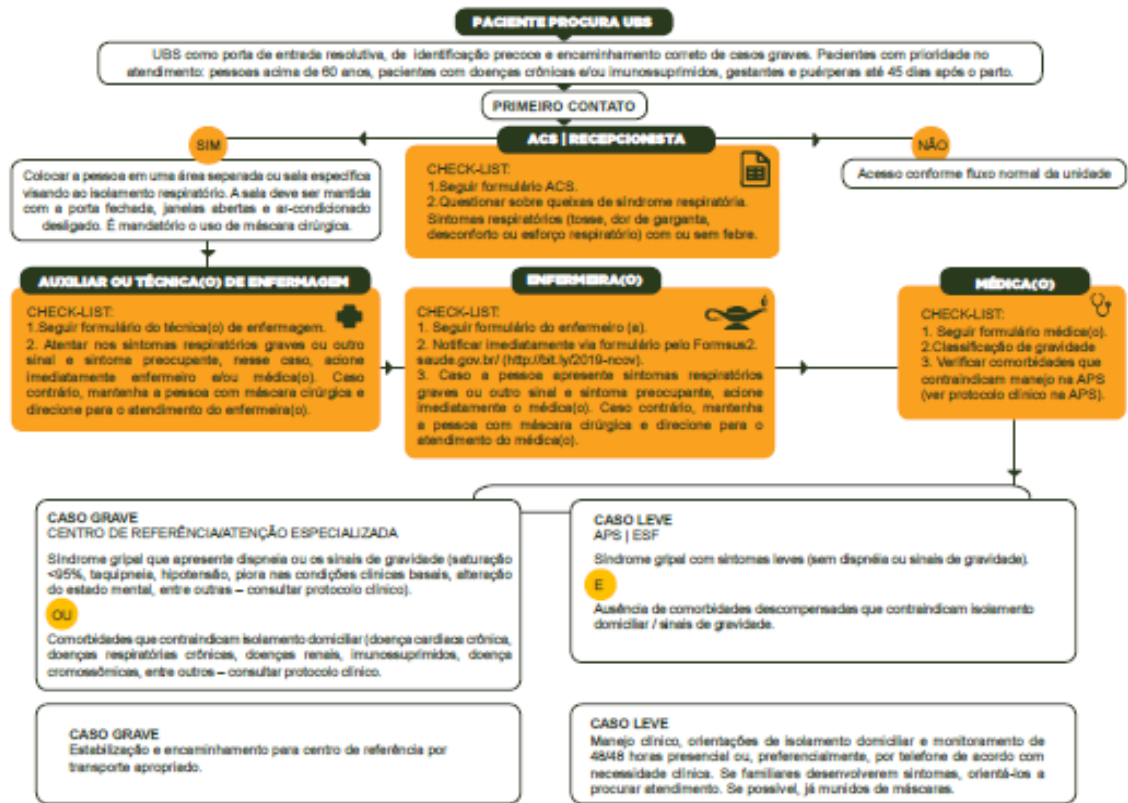 PACIENTE PROCURA UBS
UBS como porta de entrada resolutiva, de identificação precoce e encaminhamento correto de casos graves. Pacientes com prioridade no
atendimento: pessoas acima de 60 anos, pacientes com doenças crônicas e/ou imunossuprimidos, gestantes e puérperas até 45 dias após o parto.
PRIMEIRO CONTATO
SIM
ACS | RECEPCIONISTA
NÃO
Colocar a pessoa em uma área separada ou sala específica
visando ao isolamento respiratório. A sala deve ser mantida
com a porta fechada, janelas abertas e ar-condicionado
desligado. É mandatório o uso de máscara cirúrgica.
CHECK-LIST:
1.Seguir formulário ACS.
2.Questionar sobre queixas de síndrome respiratória.
Sintomas respiratórios (tosse, dor de garganta,
desconforto ou esforço respiratório) com ou sem febre.
Acesso conforme fluxo normal da unidade
AUXILIAR OU TÉCNICA(O) DE ENFERMAGEM
CHECK-LIST:
1.Seguir formulário do técnica(o) de enfermagem.
2. Atentar nos sintomas respiratórios graves ou outro
sinal e sintoma preocupante, nesse caso, acione
imediatamente enfermeiro e/ou médica(o). Caso
contrário, mantenha a pessoa com máscara cirúrgica e
direcione para o atendimento do enfermeira(o).
ENFERMEIRA(O)
CHECK-LIST:
1. Seguir formulário do enfermeiro (a).
2. Notificar imediatamente via formulário pelo Formsus2.
saude.gov.br/ (http://bit.ly/2019-ncov).
3. Caso a pessoa apresente sintomas respiratórios
graves ou outro sinal e sintoma preocupante, acione
imediatamente o médica(o). Caso contrário, mantenha
a pessoa com máscara cirúrgica e direcione para o
atendimento do médica(o).
MÉDICA(O)
CHECK-LIST:
1. Seguir formulário médica(o).
2.Classificação de gravidade
3. Verificar comorbidades que
contraindicam manejo na APS
(ver protocolo clínico na APS).
CASO GRAVE
CENTRO DE REFERÊNCIA/ATENÇÃO ESPECIALIZADA
Síndrome gripal que apresente dispneia ou os sinais de gravidade (saturação
<95%, taquipneia, hipotensão, piora nas condições clínicas basais, alteração
do estado mental, entre outras – consultar protocolo clínico).
OU
Comorbidades que contraindicam isolamento domiciliar (doença cardíaca crônica,
doenças respiratórias crônicas, doenças renais, imunossuprimidos, doença
cromossômicas, entre outros – consultar protocolo clínico.
CASO LEVE
APS | ESF
Síndrome gripal com sintomas leves (sem dispnéia ou sinais de gravidade).
E
Ausência de comorbidades descompensadas que contraindicam isolamento
domiciliar / sinais de gravidade.
CASO GRAVE
Estabilização e encaminhamento para centro de referência por
transporte apropriado.
CASO LEVE
Manejo clínico, orientações de isolamento domiciliar e monitoramento de
48/48 horas presencial ou, preferencialmente, por telefone de acordo com
necessidade clínica. Se familiares desenvolverem sintomas, orientá-los a
procurar atendimento. Se possível, já munidos de máscaras.